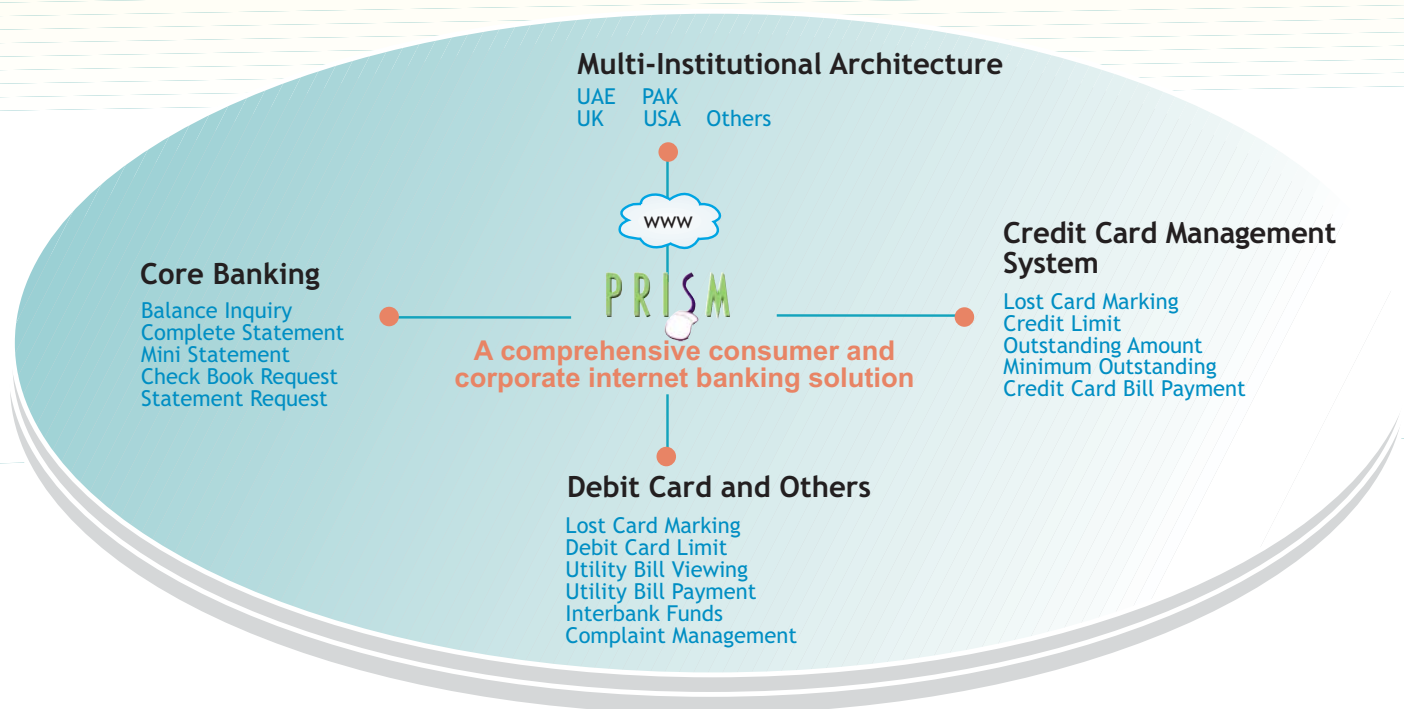 Multi-Institutional Architecture
UAE PAK
UK USA Others
www
PRISM
A comprehensive consumer and
corporate internet banking solution
Core Banking
Balance Inquiry
Complete Statement
Mini Statement
Check Book Request
Statement Request
Credit Card Management
System
Lost Card Marking
Credit Limit
Outstanding Amount
Minimum Outstanding
Credit Card Bill Payment
Debit Card and Others
Lost Card Marking
Debit Card Limit
Utility Bill Viewing
Utility Bill Payment
Interbank Funds
Complaint Management